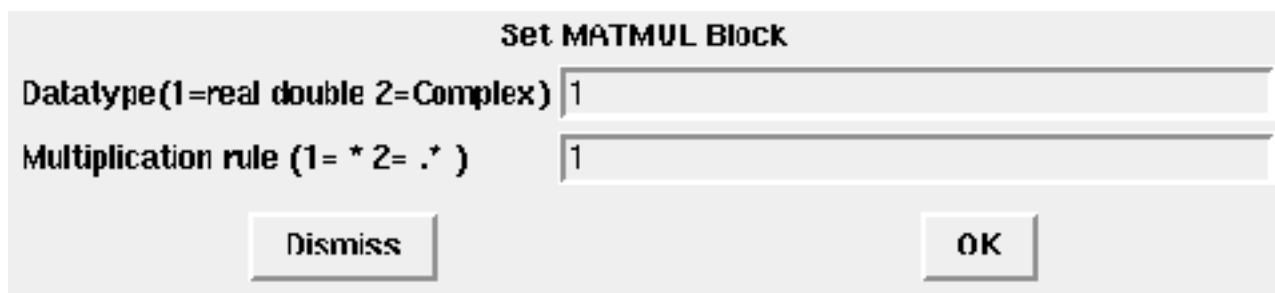 Set MATMUL Block
Datatype(1=real double 2=Complex) 1
Multiplication rule (1= * 2= .* ) 1
Dismiss OK